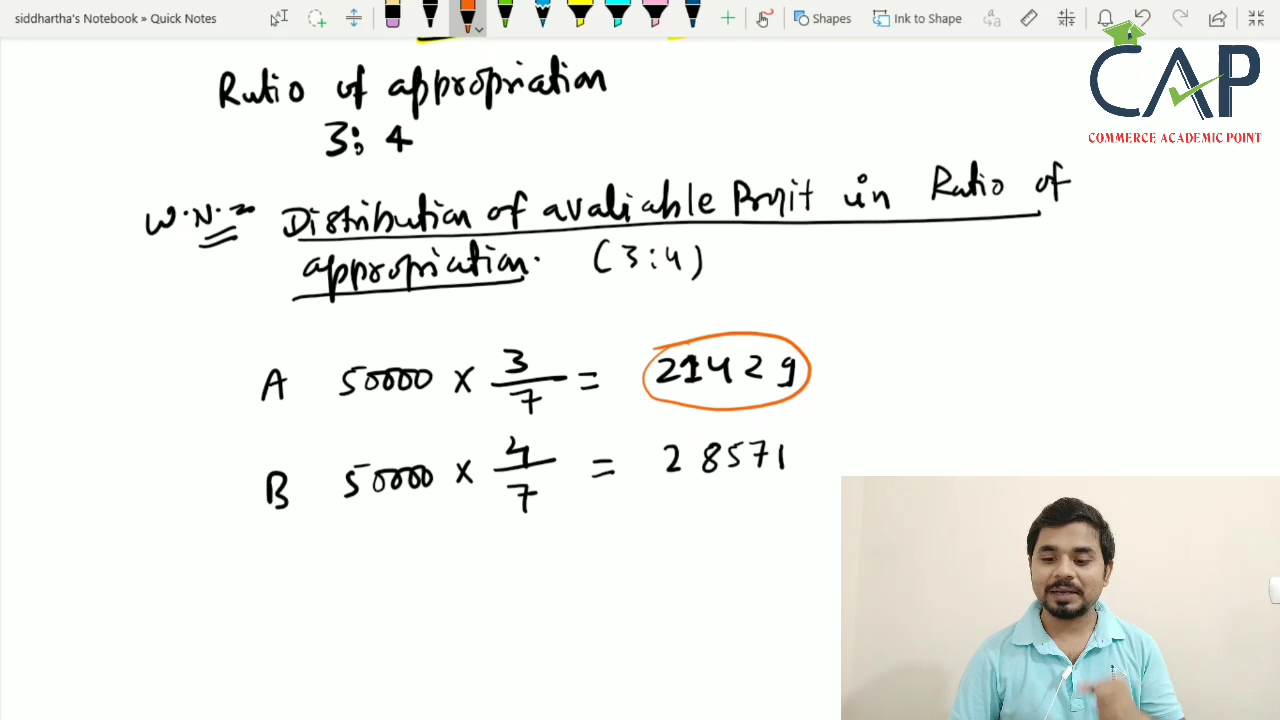 siddhartha's Notebook » Quick Notes
Shapes
Ink to Shape
CAP
COMMERCE ACADEMIC POINT
Ratio of appropriation
3: 4
W.N.2 Distribution of avaliable Profit in Ratio of
appropriation. (3:4)
A 50000 × 3/7 = 21429
B 50000 × 4/7 = 28571